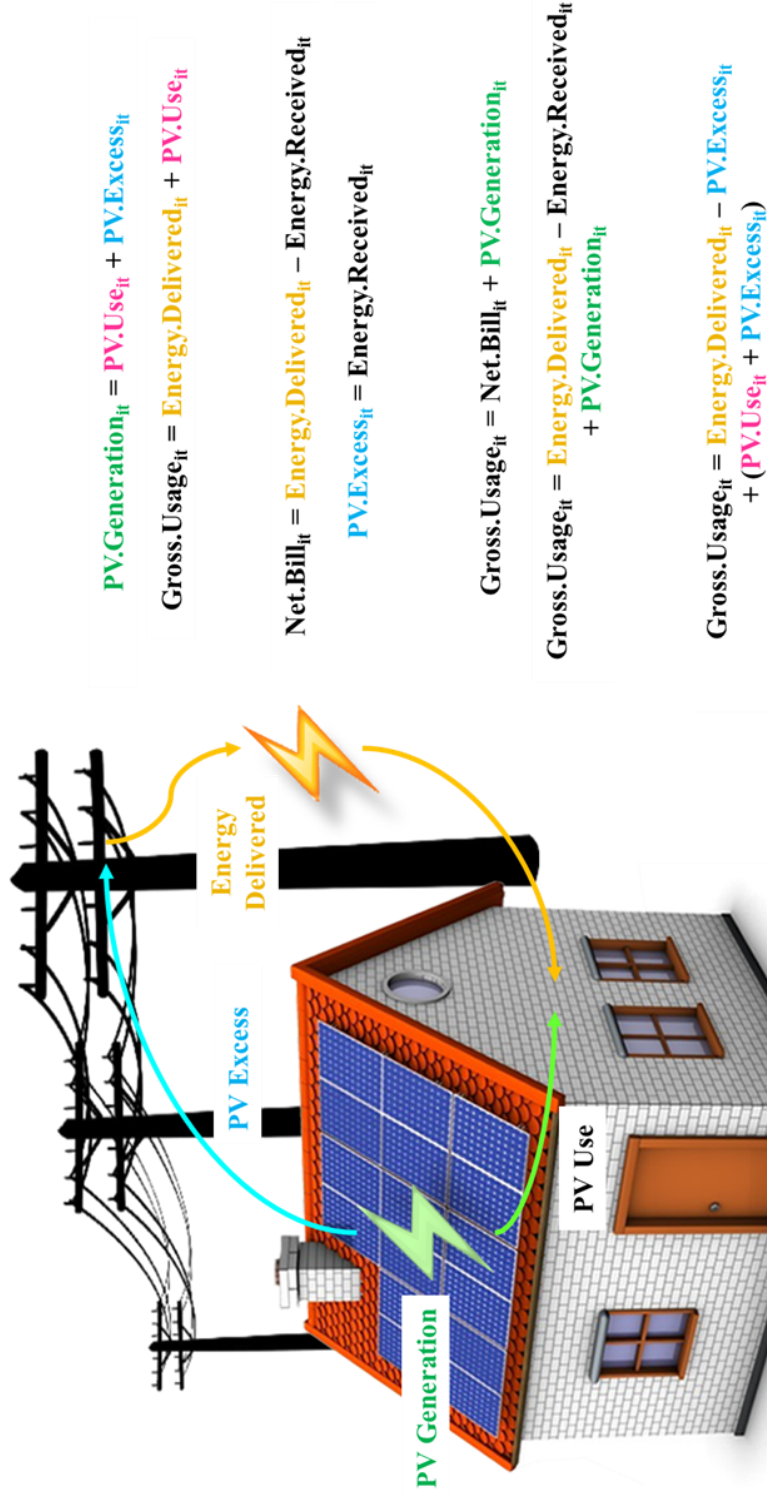 PV Generation
PV Excess
PV Use
Energy
Delivered
PV.Generationᵢₜ = PV.Useᵢₜ + PV.Excessᵢₜ
Gross.Usageᵢₜ = Energy.Deliveredᵢₜ + PV.Useᵢₜ
Net.Billᵢₜ = Energy.Deliveredᵢₜ – Energy.Receivedᵢₜ
PV.Excessᵢₜ = Energy.Receivedᵢₜ
Gross.Usageᵢₜ = Net.Billᵢₜ + PV.Generationᵢₜ
Gross.Usageᵢₜ = Energy.Deliveredᵢₜ – Energy.Receivedᵢₜ
+ PV.Generationᵢₜ
Gross.Usageᵢₜ = Energy.Deliveredᵢₜ – PV.Excessᵢₜ
+ (PV.Useᵢₜ + PV.Excessᵢₜ)